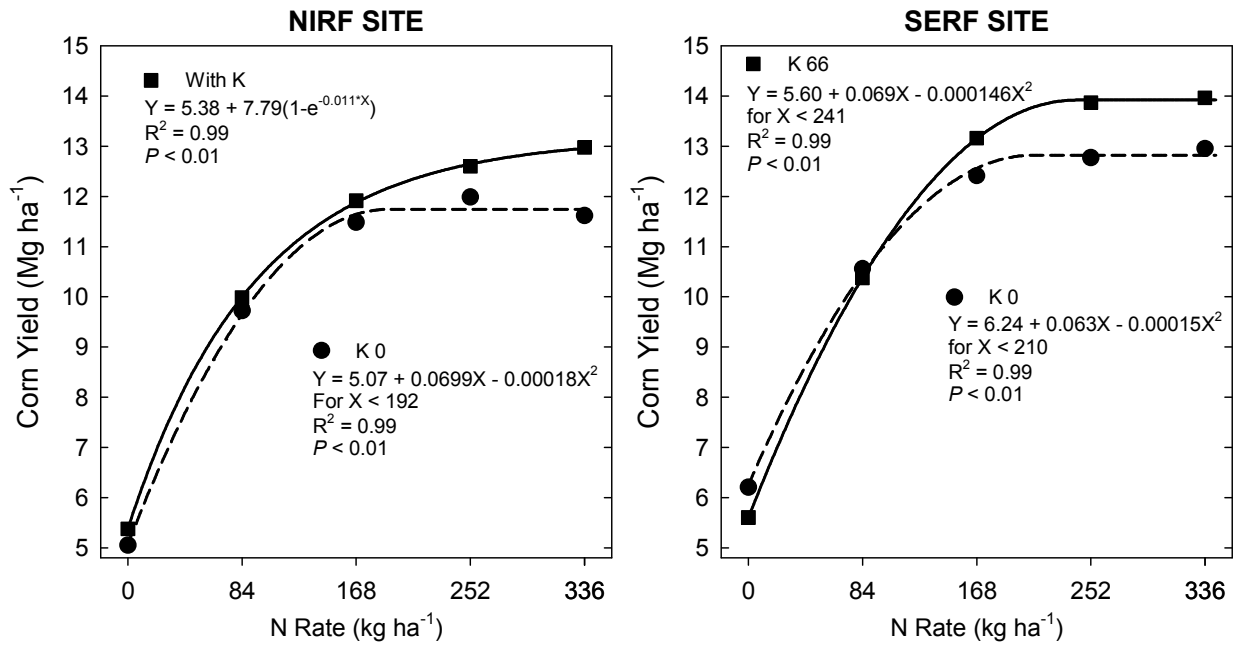 NIRF SITE
15
14
13
12
11
10
9
8
7
6
5
Corn Yield (Mg ha⁻¹)
With K
Y = 5.38 + 7.79(1-e^-0.011*X)
R² = 0.99
P < 0.01
K 0
Y = 5.07 + 0.0699X - 0.00018X²
For X < 192
R² = 0.99
P < 0.01
0 84 168 252 336
N Rate (kg ha⁻¹)
SERF SITE
15
14
13
12
11
10
9
8
7
6
5
Corn Yield (Mg ha⁻¹)
K 66
Y = 5.60 + 0.069X - 0.000146X²
for X < 241
R² = 0.99
P < 0.01
K 0
Y = 6.24 + 0.063X - 0.00015X²
for X < 210
R² = 0.99
P < 0.01
0 84 168 252 336
N Rate (kg ha⁻¹)